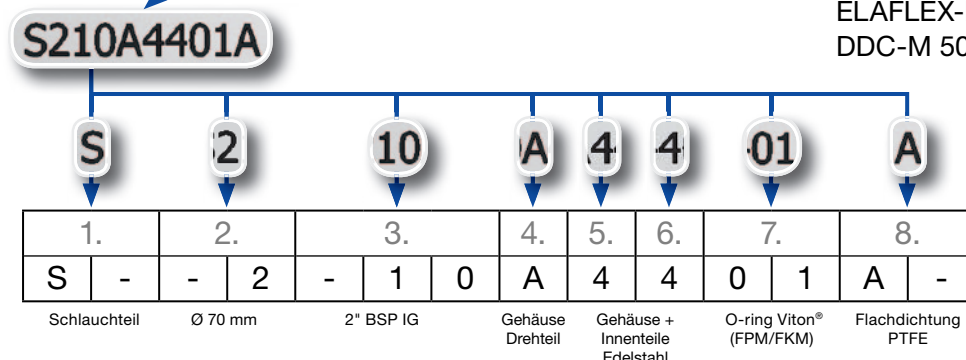 ELAFLEX-
DDC-M 50
S210A4401A
S 2 10 A 4 4 01 A
1. 2. 3. 4. 5. 6. 7. 8.
S - - 2 - 1 0 A 4 4 0 1 A -
Schlauchteil Ø 70 mm 2" BSP IG Gehäuse Gehäuse + O-ring Viton® Flachdichtung
Drehteil Innenteile (FPM/FKM) PTFE
Edelstahl